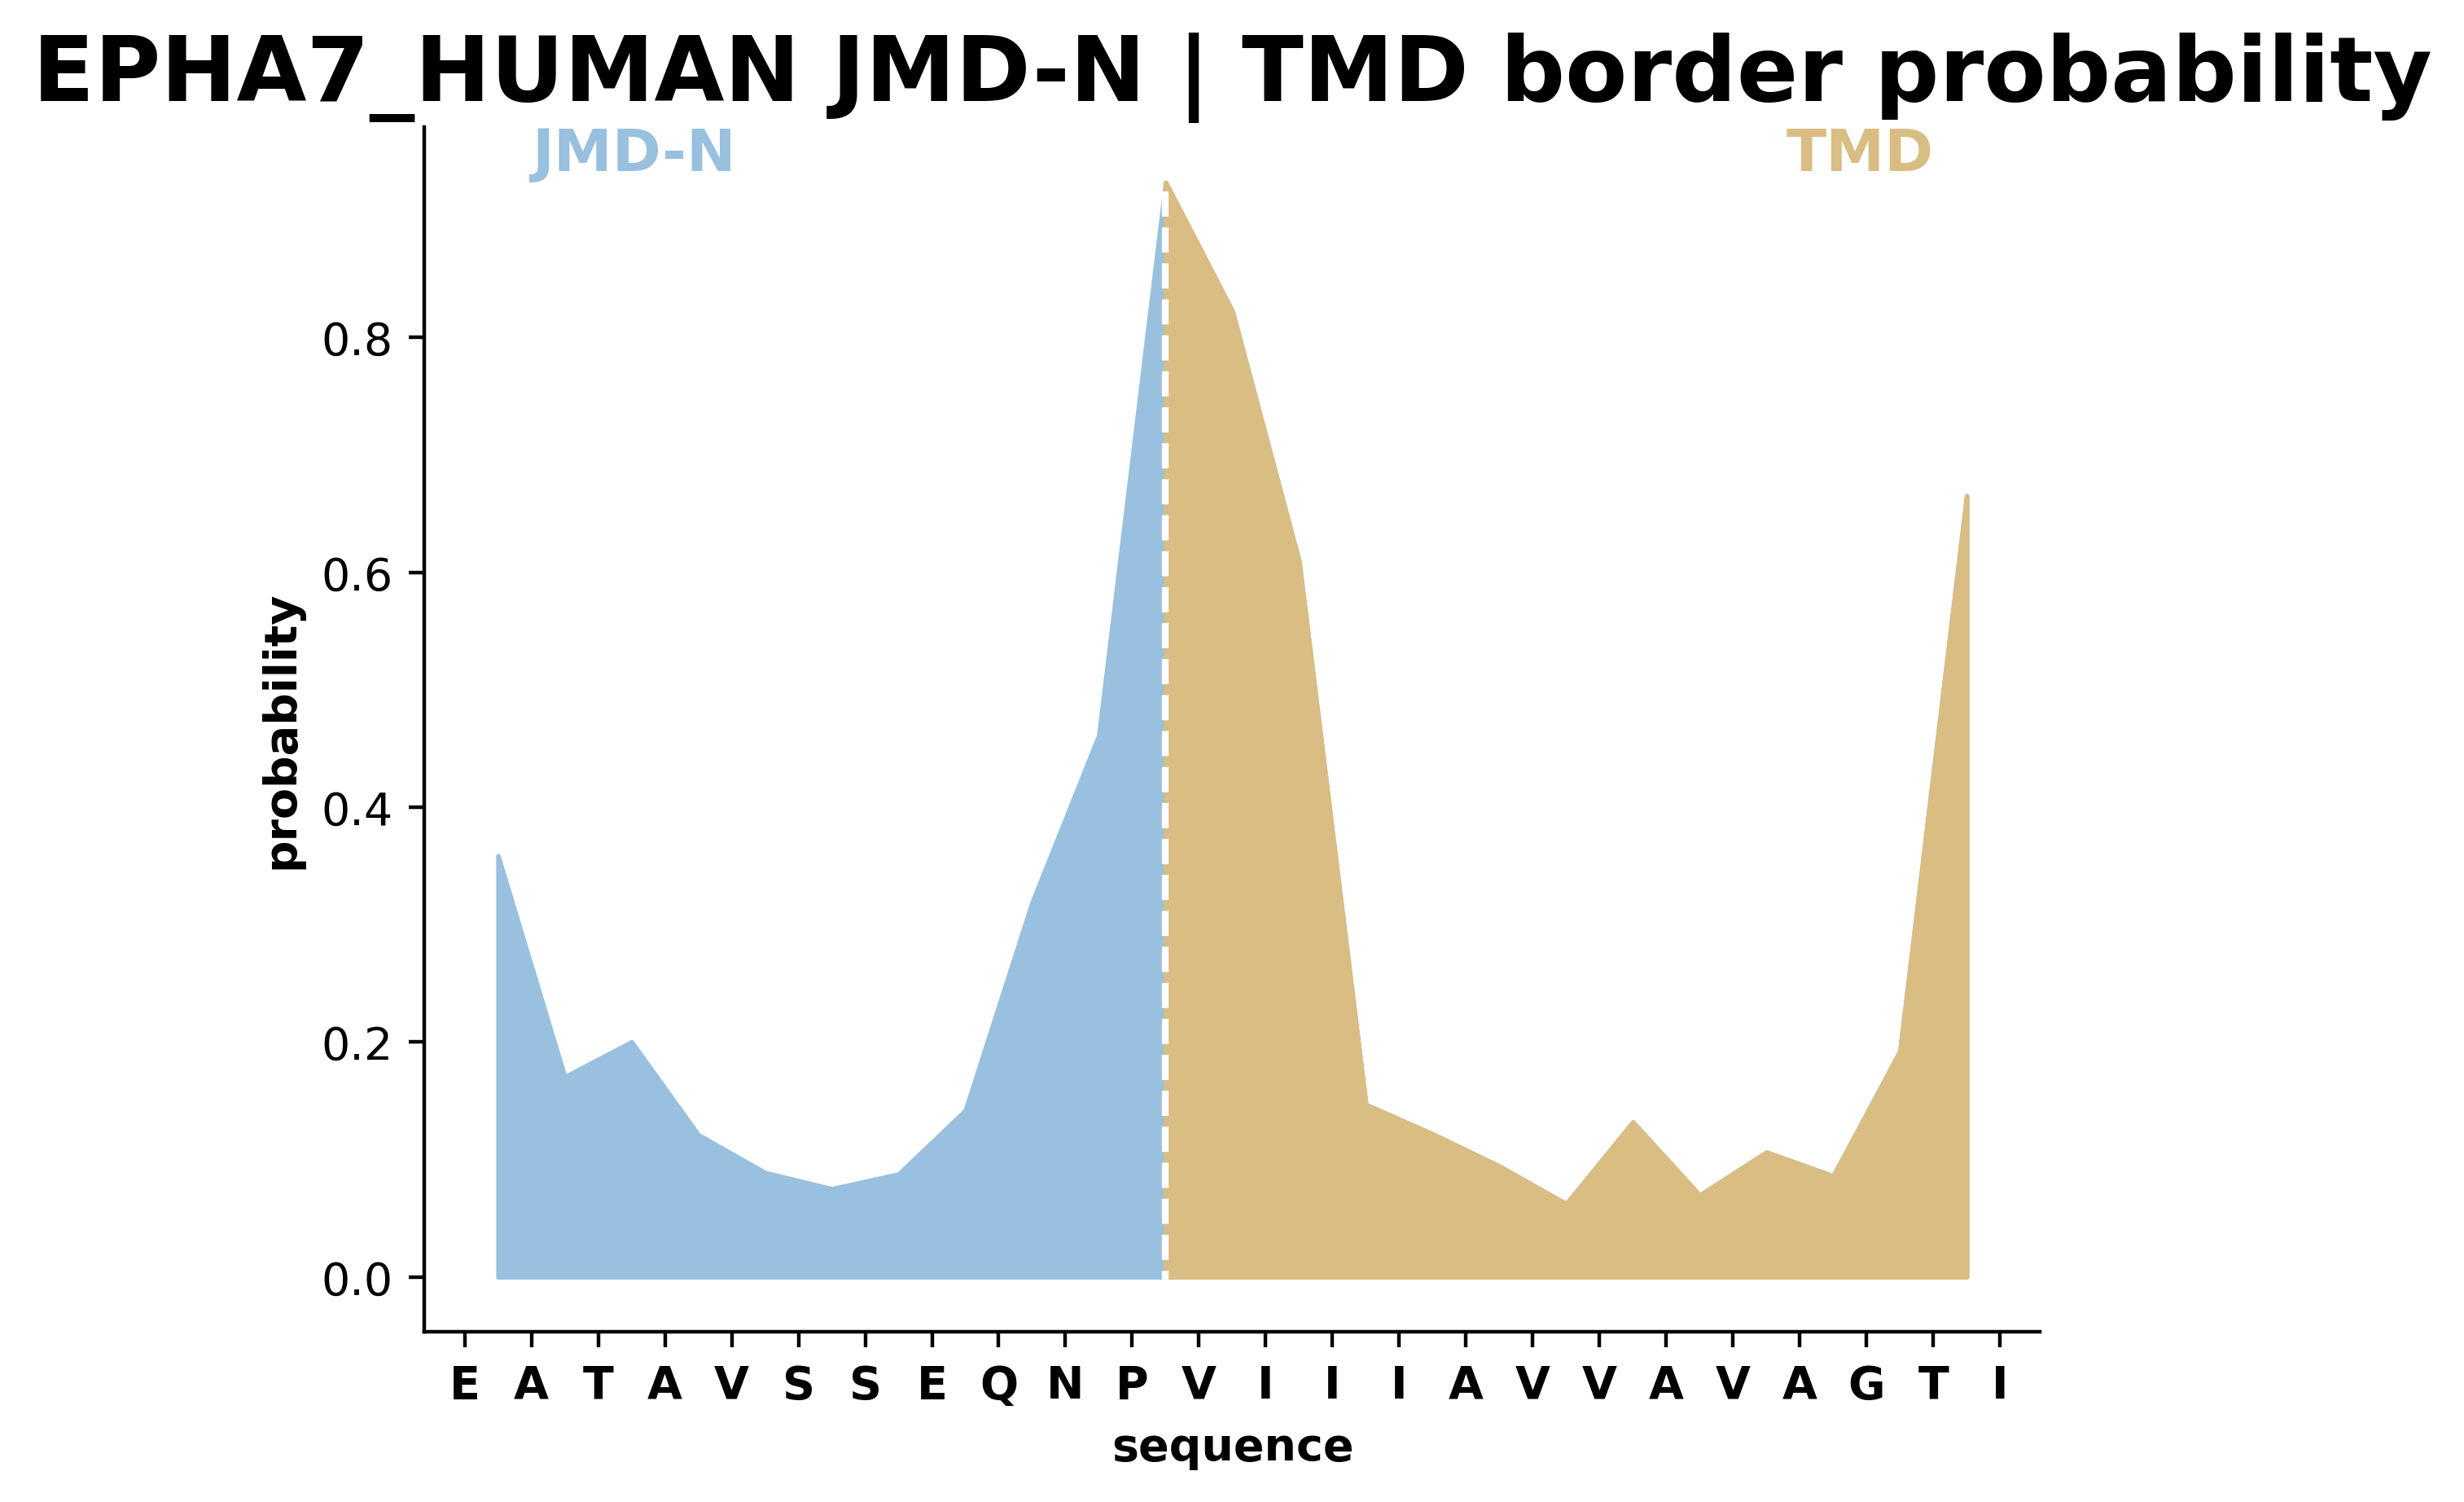 EPHA7_HUMAN JMD-N | TMD border probability
JMD-N TMD
probability
0.8
0.6
0.4
0.2
0.0
E A T A V S S E Q N P V I I I A V V A V A G T I
sequence